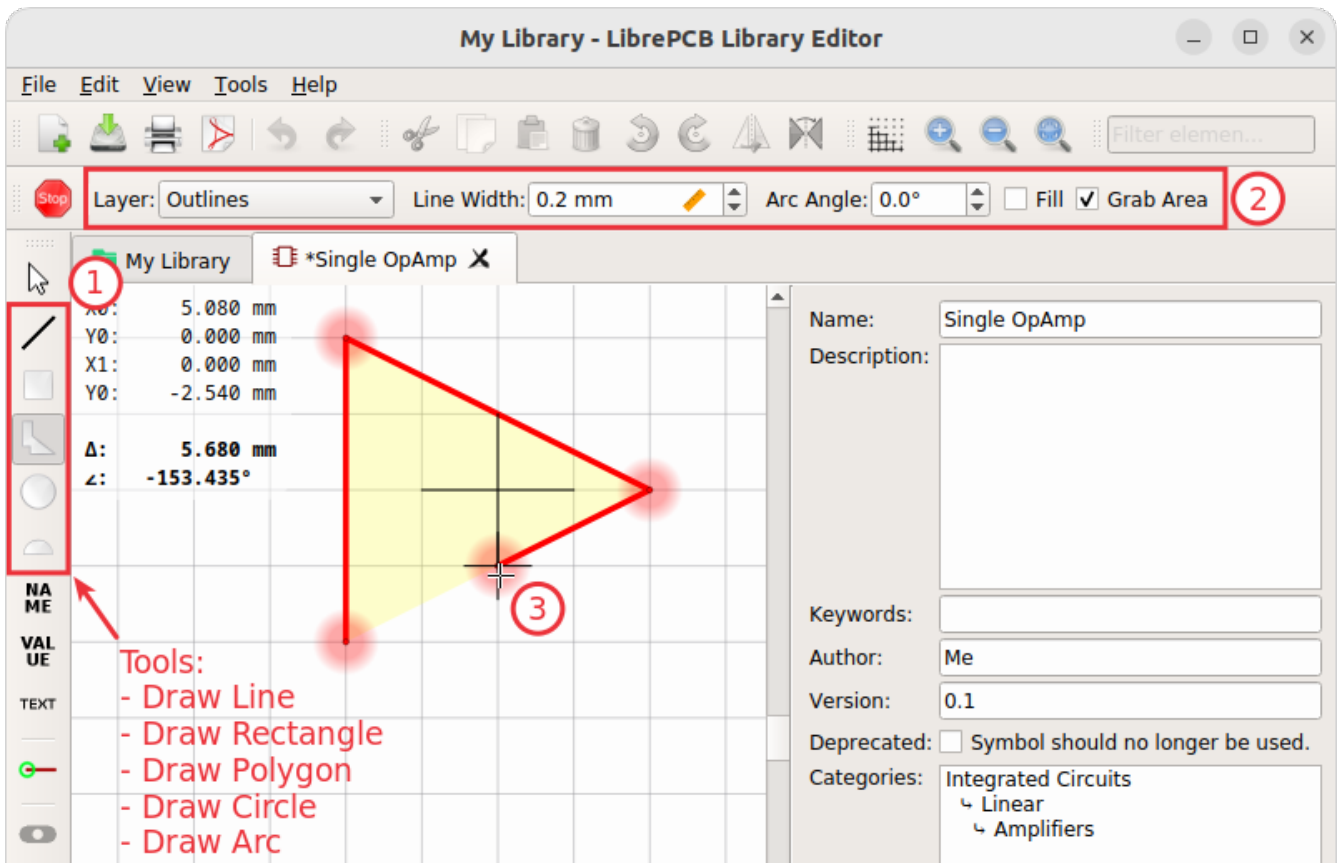 My Library - LibrePCB Library Editor
File Edit View Tools Help
Filter elemen...
Stop Layer: Outlines Line Width: 0.2 mm Arc Angle: 0.0° Fill Grab Area 2
My Library *Single OpAmp
1
X0: 5.080 mm
Y0: 0.000 mm
X1: 0.000 mm
Y0: -2.540 mm
Δ: 5.680 mm
∠: -153.435°
3
NA
ME
VAL
UE
TEXT
Tools:
- Draw Line
- Draw Rectangle
- Draw Polygon
- Draw Circle
- Draw Arc
Name: Single OpAmp
Description:
Keywords:
Author: Me
Version: 0.1
Deprecated: Symbol should no longer be used.
Categories: Integrated Circuits
⤷ Linear
⤷ Amplifiers